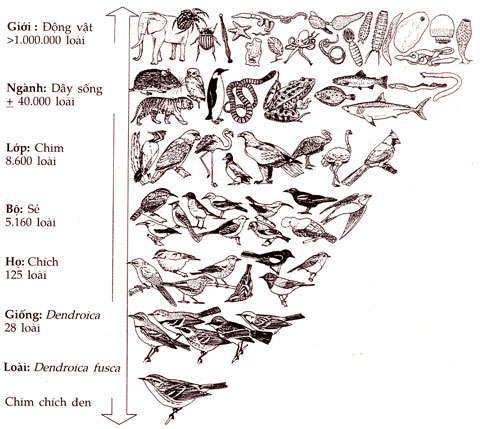 Giới : Động vật
>1.000.000 loài
Ngành: Dây sống
± 40.000 loài
Lớp: Chim
8.600 loài
Bộ: Sẻ
5.160 loài
Họ: Chích
125 loài
Giống: Dendroica
28 loài
Loài: Dendroica fusca
Chim chích đen